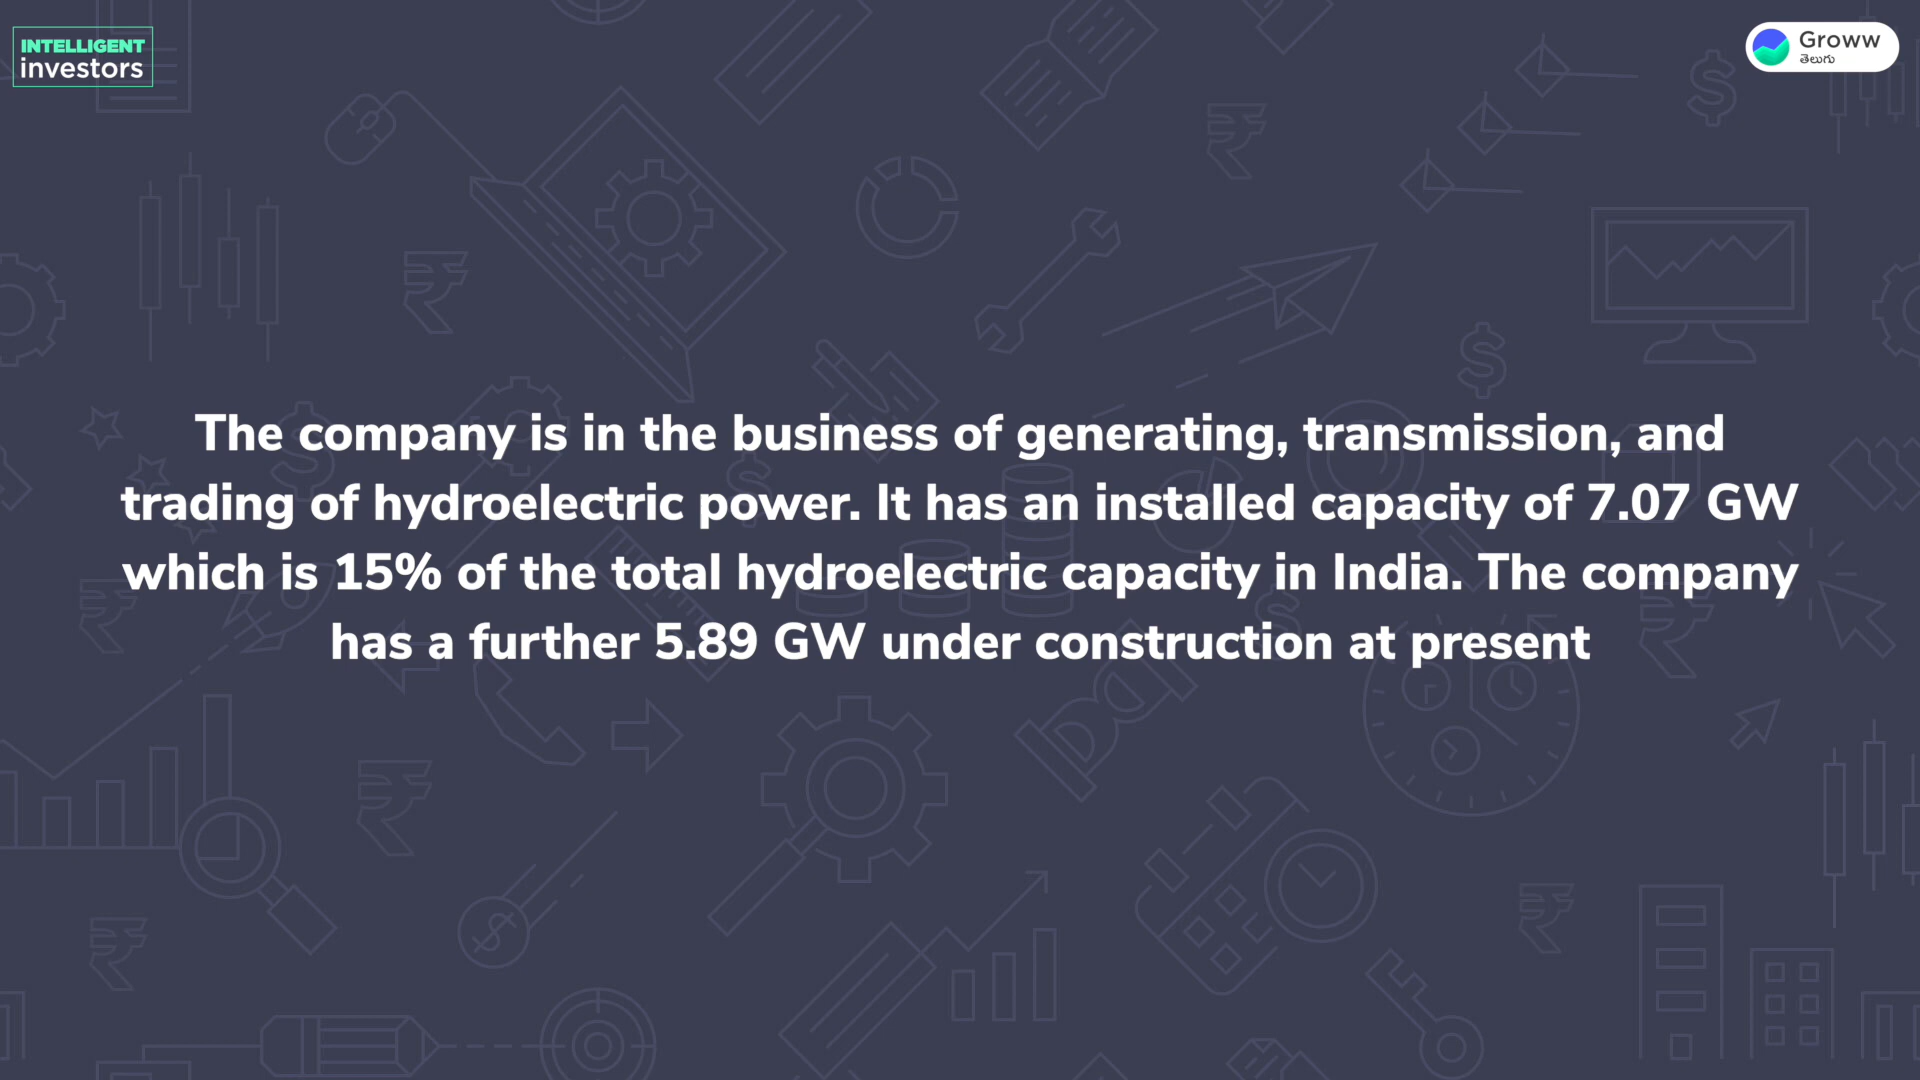 INTELLIGENT
investors
Groww
తెలుగు
The company is in the business of generating, transmission, and
trading of hydroelectric power. It has an installed capacity of 7.07 GW
which is 15% of the total hydroelectric capacity in India. The company
has a further 5.89 GW under construction at present